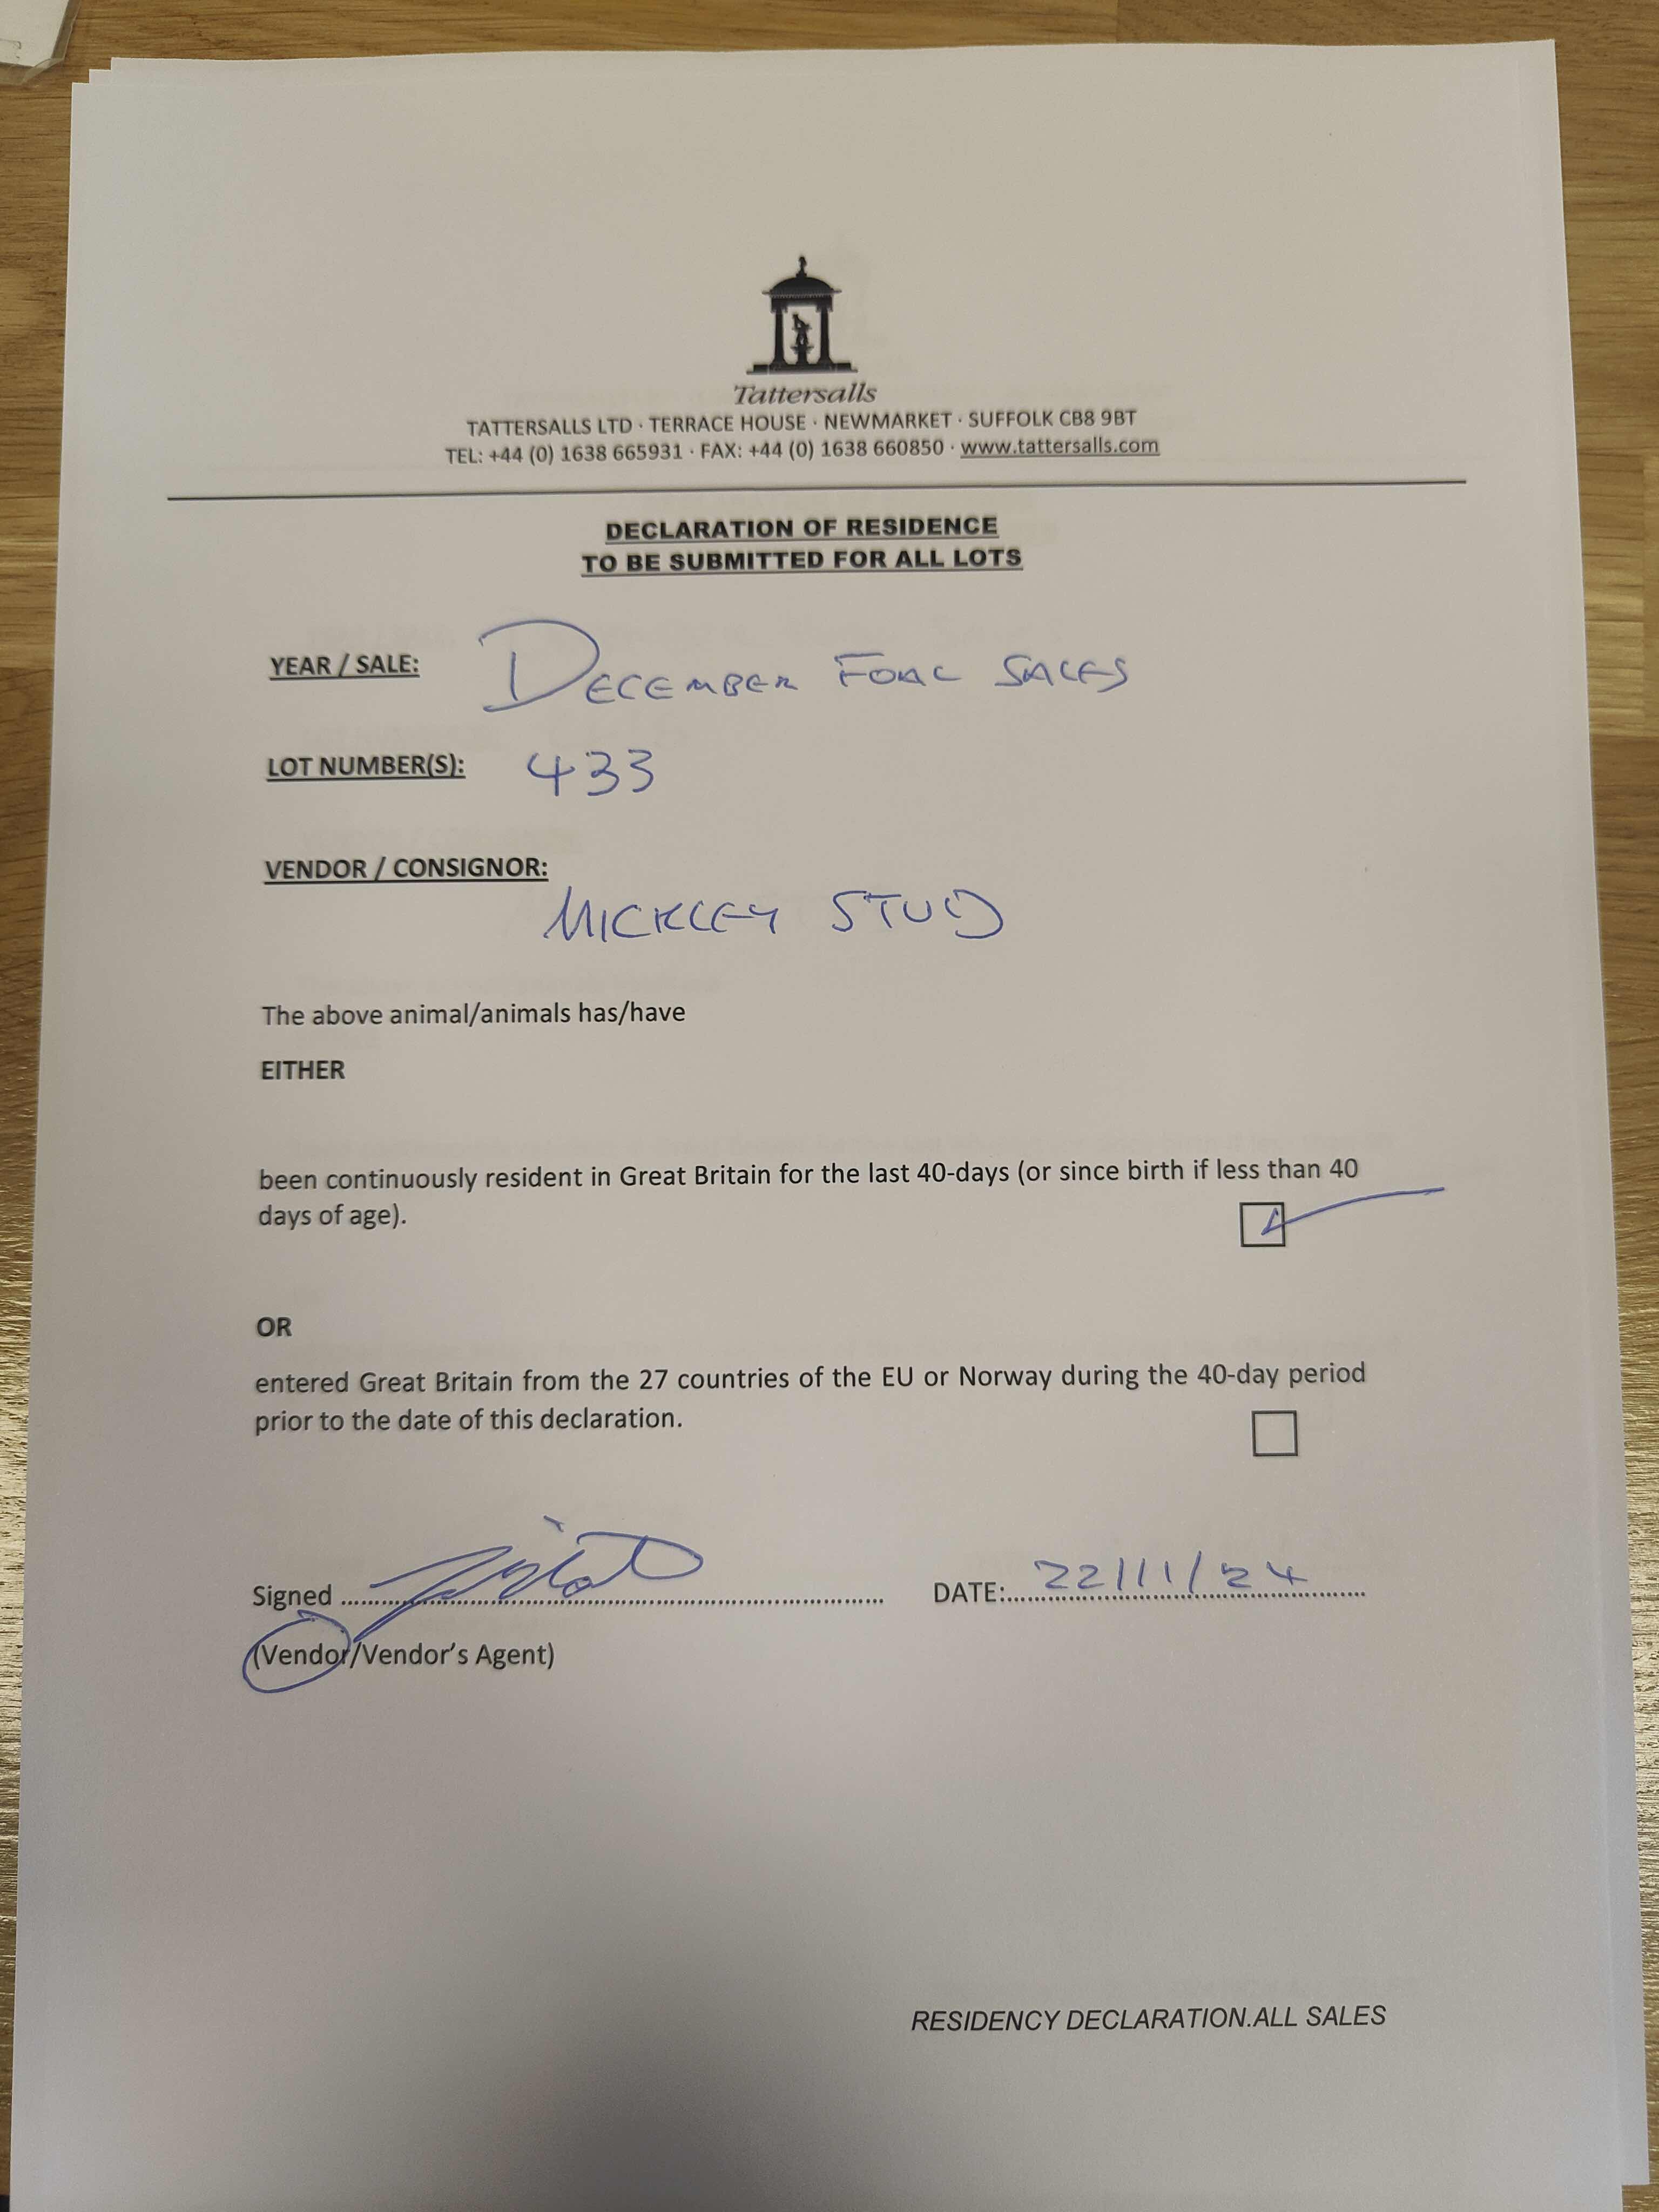 Tattersalls
TATTERSALLS LTD · TERRACE HOUSE · NEWMARKET · SUFFOLK CB8 9BT
TEL: +44 (0) 1638 665931 · FAX: +44 (0) 1638 660850 · www.tattersalls.com
DECLARATION OF RESIDENCE
TO BE SUBMITTED FOR ALL LOTS
YEAR / SALE: DECEMBER FOAL SALES
LOT NUMBER(S): 433
VENDOR / CONSIGNOR:
MICKLEY STUD
The above animal/animals has/have
EITHER
been continuously resident in Great Britain for the last 40-days (or since birth if less than 40
days of age).
OR
entered Great Britain from the 27 countries of the EU or Norway during the 40-day period
prior to the date of this declaration.
Signed ........ DATE:........ 22/11/24
(Vendor/Vendor's Agent)
RESIDENCY DECLARATION.ALL SALES